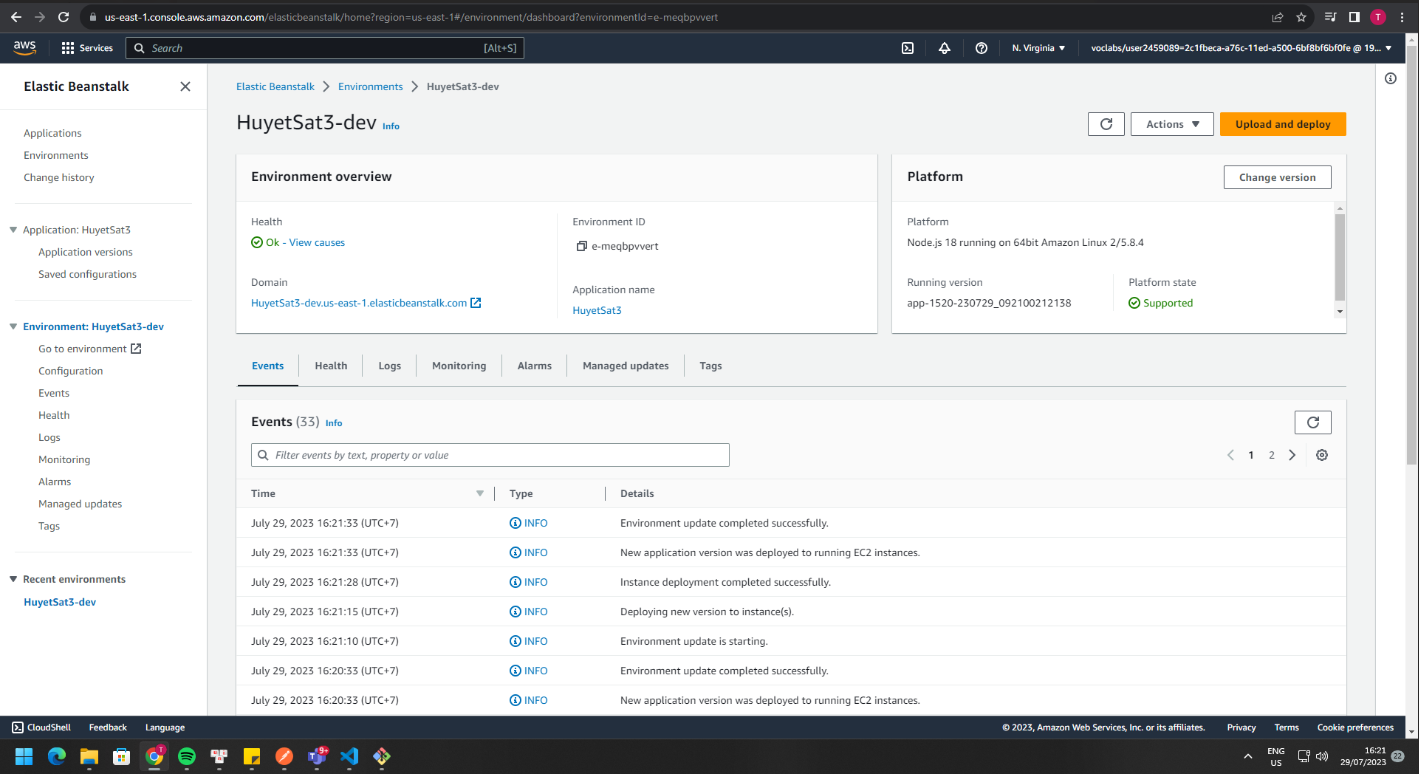 us-east-1.console.aws.amazon.com/elasticbeanstalk/home?region=us-east-1#/environment/dashboard?environmentId=e-meqbpvvert
T
aws Services Search [Alt+S] N. Virginia ▼ voclabs/user2459089=2c1fbeca-a76c-11ed-a500-6bf8bf6bf0fe @ 19... ▼
Elastic Beanstalk
Applications
Environments
Change history
Application: HuyetSat3
Application versions
Saved configurations
Environment: HuyetSat3-dev
Go to environment
Configuration
Events
Health
Logs
Monitoring
Alarms
Managed updates
Tags
Recent environments
HuyetSat3-dev
Elastic Beanstalk > Environments > HuyetSat3-dev
HuyetSat3-dev Info
Actions ▼ Upload and deploy
Environment overview
Health
Ok - View causes
Domain
HuyetSat3-dev.us-east-1.elasticbeanstalk.com
Environment ID
e-meqbpvvert
Application name
HuyetSat3
Platform
Change version
Platform
Node.js 18 running on 64bit Amazon Linux 2/5.8.4
Running version
app-1520-230729_092100212138
Platform state
Supported
Events Health Logs Monitoring Alarms Managed updates Tags
Events (33) Info
Filter events by text, property or value
1 2
Time Type Details
July 29, 2023 16:21:33 (UTC+7) INFO Environment update completed successfully.
July 29, 2023 16:21:33 (UTC+7) INFO New application version was deployed to running EC2 instances.
July 29, 2023 16:21:28 (UTC+7) INFO Instance deployment completed successfully.
July 29, 2023 16:21:15 (UTC+7) INFO Deploying new version to instance(s).
July 29, 2023 16:21:10 (UTC+7) INFO Environment update is starting.
July 29, 2023 16:20:33 (UTC+7) INFO Environment update completed successfully.
July 29, 2023 16:20:33 (UTC+7) INFO New application version was deployed to running EC2 instances.
CloudShell Feedback Language © 2023, Amazon Web Services, Inc. or its affiliates. Privacy Terms Cookie preferences
T
9+
ENG
US
16:21
29/07/2023
22